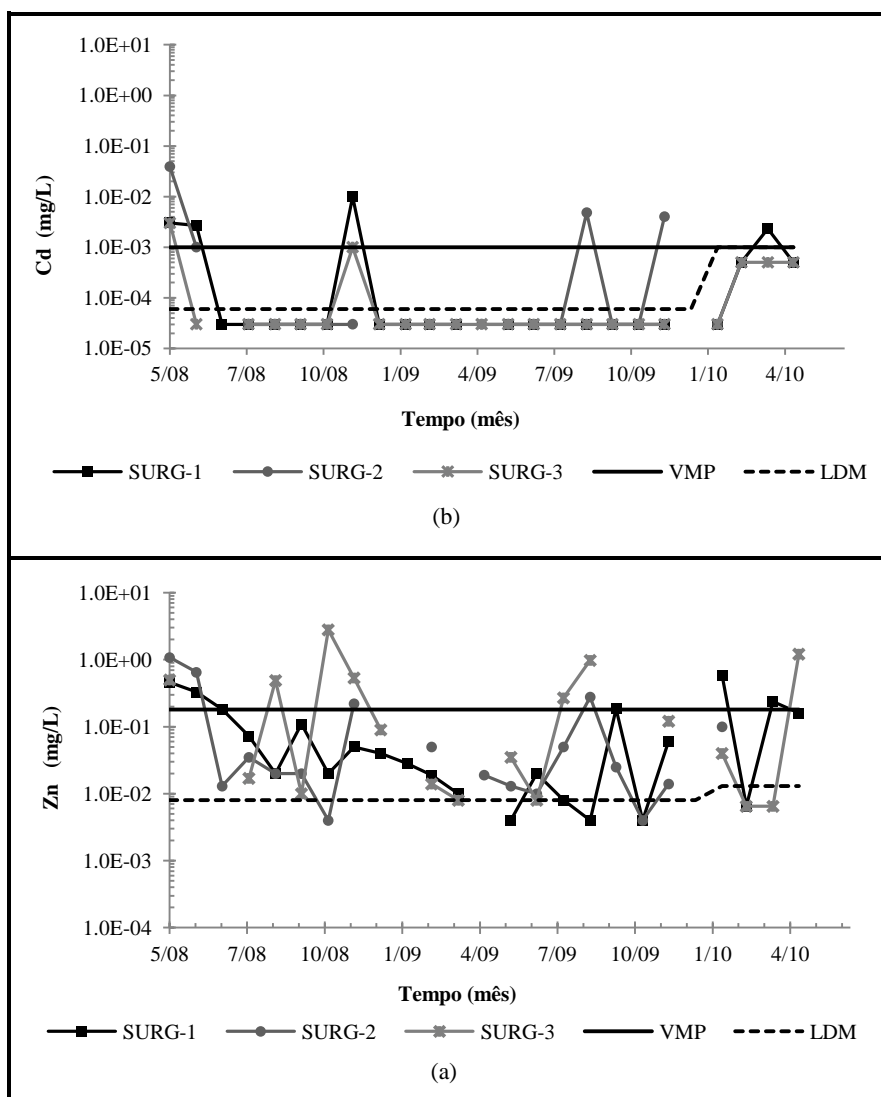 1.0E+01
1.0E+00
1.0E-01
1.0E-02
1.0E-03
1.0E-04
1.0E-05
Cd (mg/L)
5/08 7/08 10/08 1/09 4/09 7/09 10/09 1/10 4/10
Tempo (mês)
SURG-1 SURG-2 SURG-3 VMP LDM
(b)
1.0E+01
1.0E+00
1.0E-01
1.0E-02
1.0E-03
1.0E-04
Zn (mg/L)
5/08 7/08 10/08 1/09 4/09 7/09 10/09 1/10 4/10
Tempo (mês)
SURG-1 SURG-2 SURG-3 VMP LDM
(a)